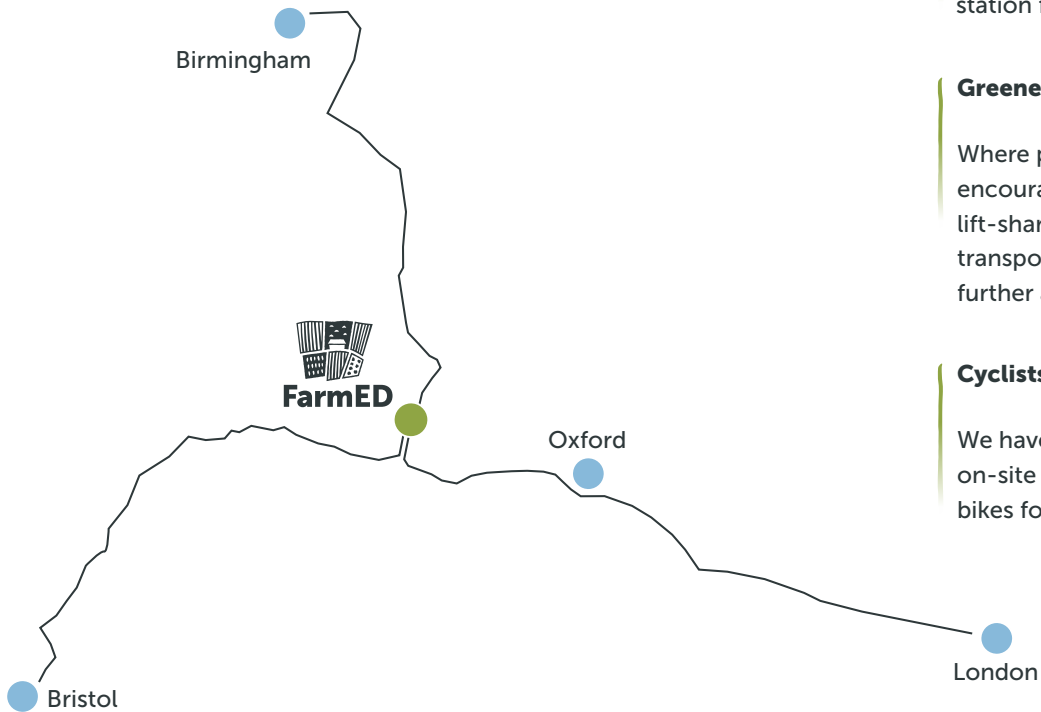 Birmingham
FarmED
Oxford
London
Bristol
station
Greene
Where
encoura
lift-shar
transpo
further
Cyclists
We have
on-site
bikes fo